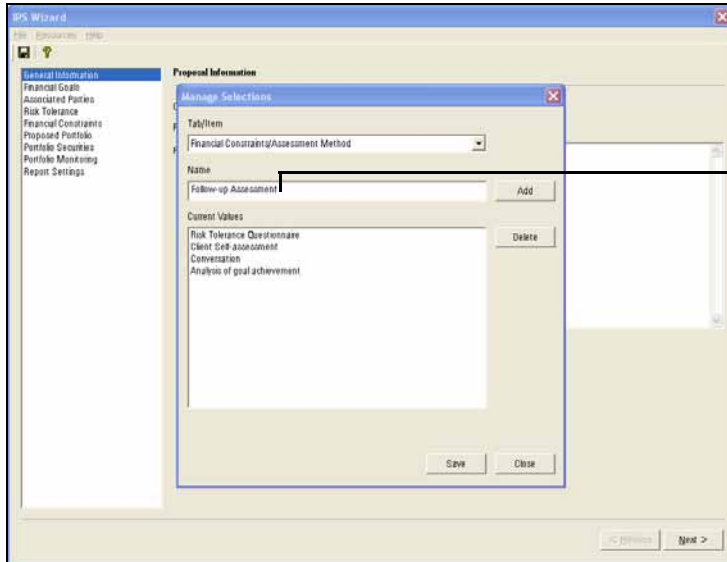 IPS Wizard
File Resources Help
General Information
Financial Goals
Associated Parties
Risk Tolerance
Financial Constraints
Proposed Portfolio
Portfolio Securities
Portfolio Monitoring
Report Settings
Proposal Information
Manage Selections
Tab/Item
Financial Constraints/Assessment Method
Name
Follow-up Assessment
Add
Current Values
Risk Tolerance Questionnaire
Client Self-assessment
Conversation
Analysis of goal achievement
Delete
Save
Close
< Previous
Next >